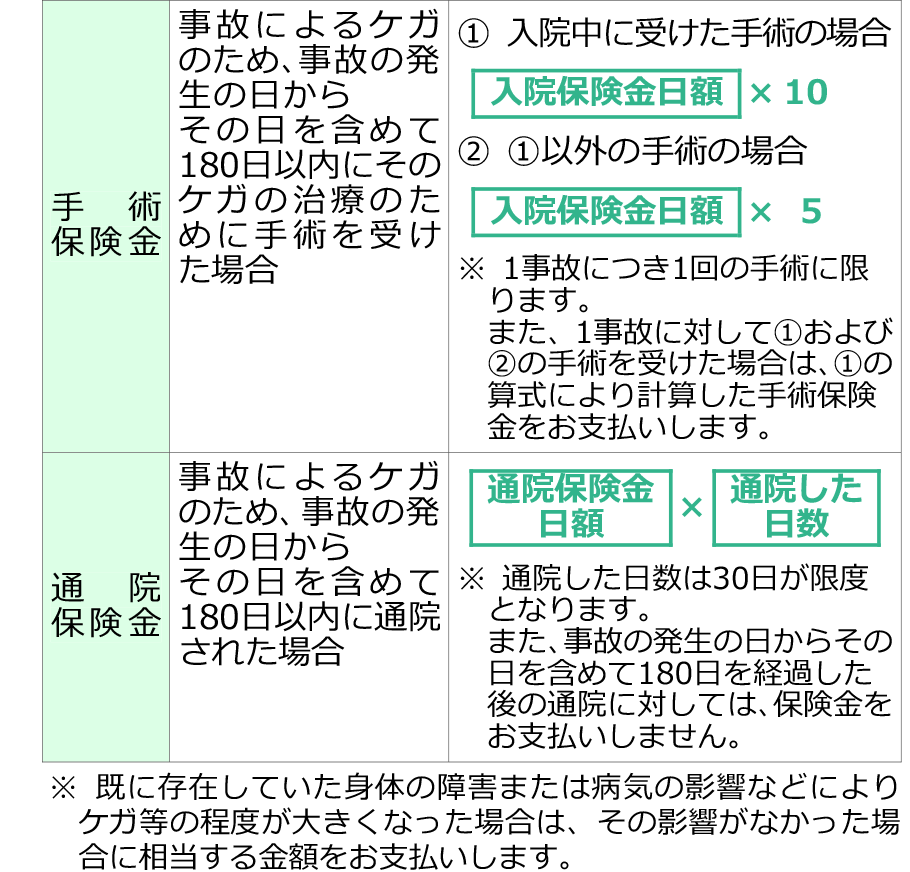 手術
保険金
事故によるケガ
のため、事故の発
生の日から
その日を含めて
180日以内にその
ケガの治療のた
めに手術を受け
た場合
① 入院中に受けた手術の場合
入院保険金日額 × 10
② ①以外の手術の場合
入院保険金日額 × 5
※ 1事故につき1回の手術に限
ります。
また、1事故に対して①および
②の手術を受けた場合は、①の
算式により計算した手術保険
金をお支払いします。
通院
保険金
事故によるケガ
のため、事故の発
生の日から
その日を含めて
180日以内に通院
された場合
通院保険金
日額
×
通院した
日数
※ 通院した日数は30日が限度
となります。
また、事故の発生の日からその
日を含めて180日を経過した
後の通院に対しては、保険金を
お支払いしません。
※ 既に存在していた身体の障害または病気の影響などにより
ケガ等の程度が大きくなった場合は、その影響がなかった場
合に相当する金額をお支払いします。